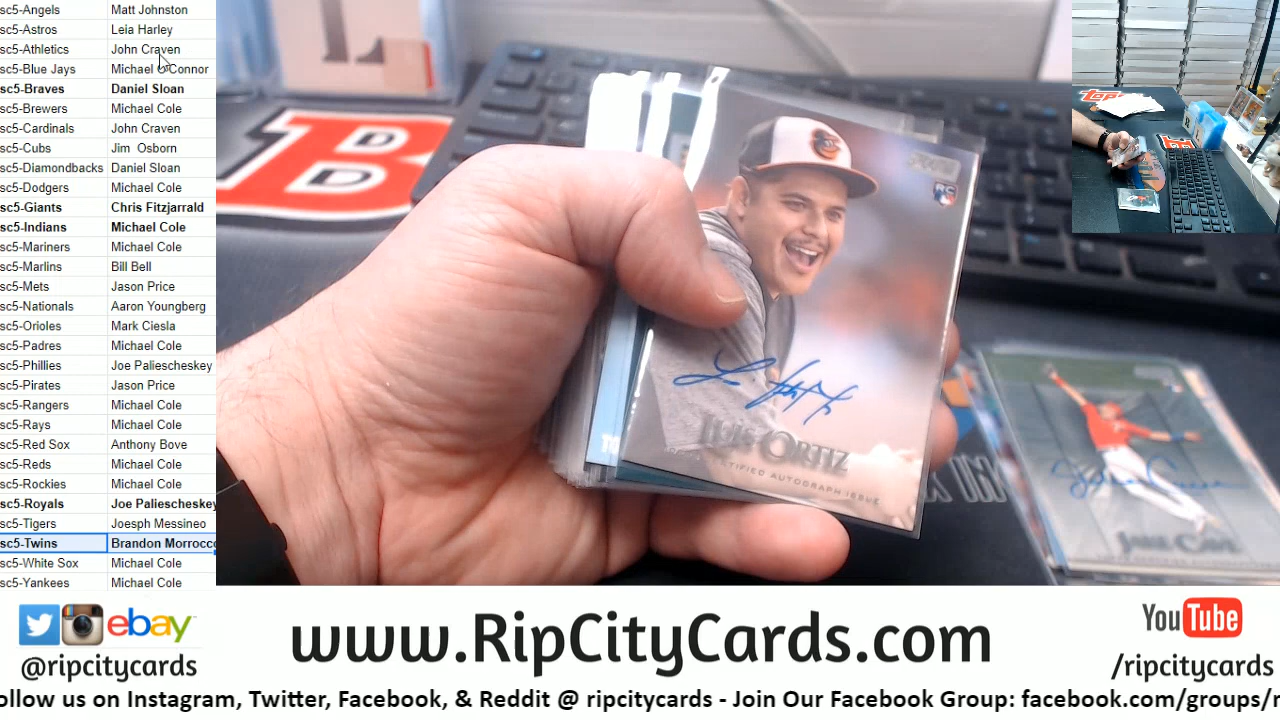 sc5-Angels Matt Johnston
sc5-Astros Leia Harley
sc5-Athletics John Craven
sc5-Blue Jays Michael O'Connor
sc5-Braves Daniel Sloan
sc5-Brewers Michael Cole
sc5-Cardinals John Craven
sc5-Cubs Jim Osborn
sc5-Diamondbacks Daniel Sloan
sc5-Dodgers Michael Cole
sc5-Giants Chris Fitzjarrald
sc5-Indians Michael Cole
sc5-Mariners Michael Cole
sc5-Marlins Bill Bell
sc5-Mets Jason Price
sc5-Nationals Aaron Youngberg
sc5-Orioles Mark Ciesla
sc5-Padres Michael Cole
sc5-Phillies Joe Paliescheskey
sc5-Pirates Jason Price
sc5-Rangers Michael Cole
sc5-Rays Michael Cole
sc5-Red Sox Anthony Bove
sc5-Reds Michael Cole
sc5-Rockies Michael Cole
sc5-Royals Joe Paliescheskey
sc5-Tigers Joesph Messineo
sc5-Twins Brandon Morrocco
sc5-White Sox Michael Cole
sc5-Yankees Michael Cole
B
RC
LUIS ORTIZ
CERTIFIED AUTOGRAPH ISSUE
JAKE CAVE
Topps
ebay
@ripcitycards
www.RipCityCards.com
YouTube
/ripcitycards
ollow us on Instagram, Twitter, Facebook, & Reddit @ ripcitycards - Join Our Facebook Group: facebook.com/groups/r